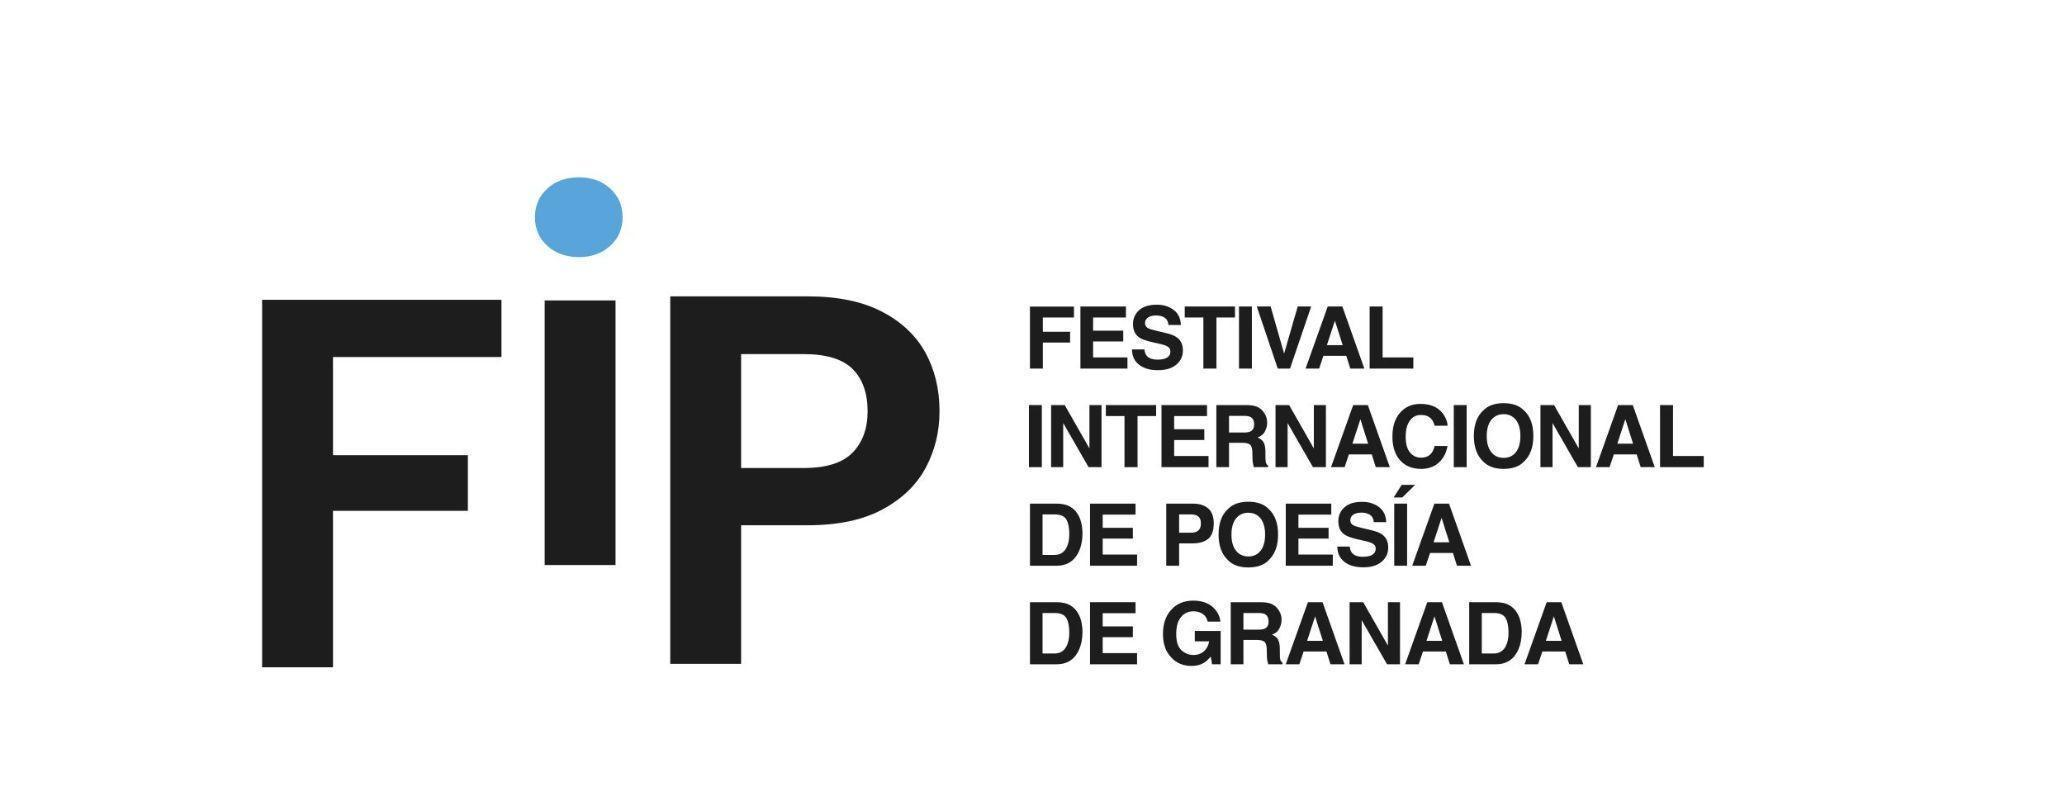 FiP
FESTIVAL
INTERNACIONAL
DE POESÍA
DE GRANADA